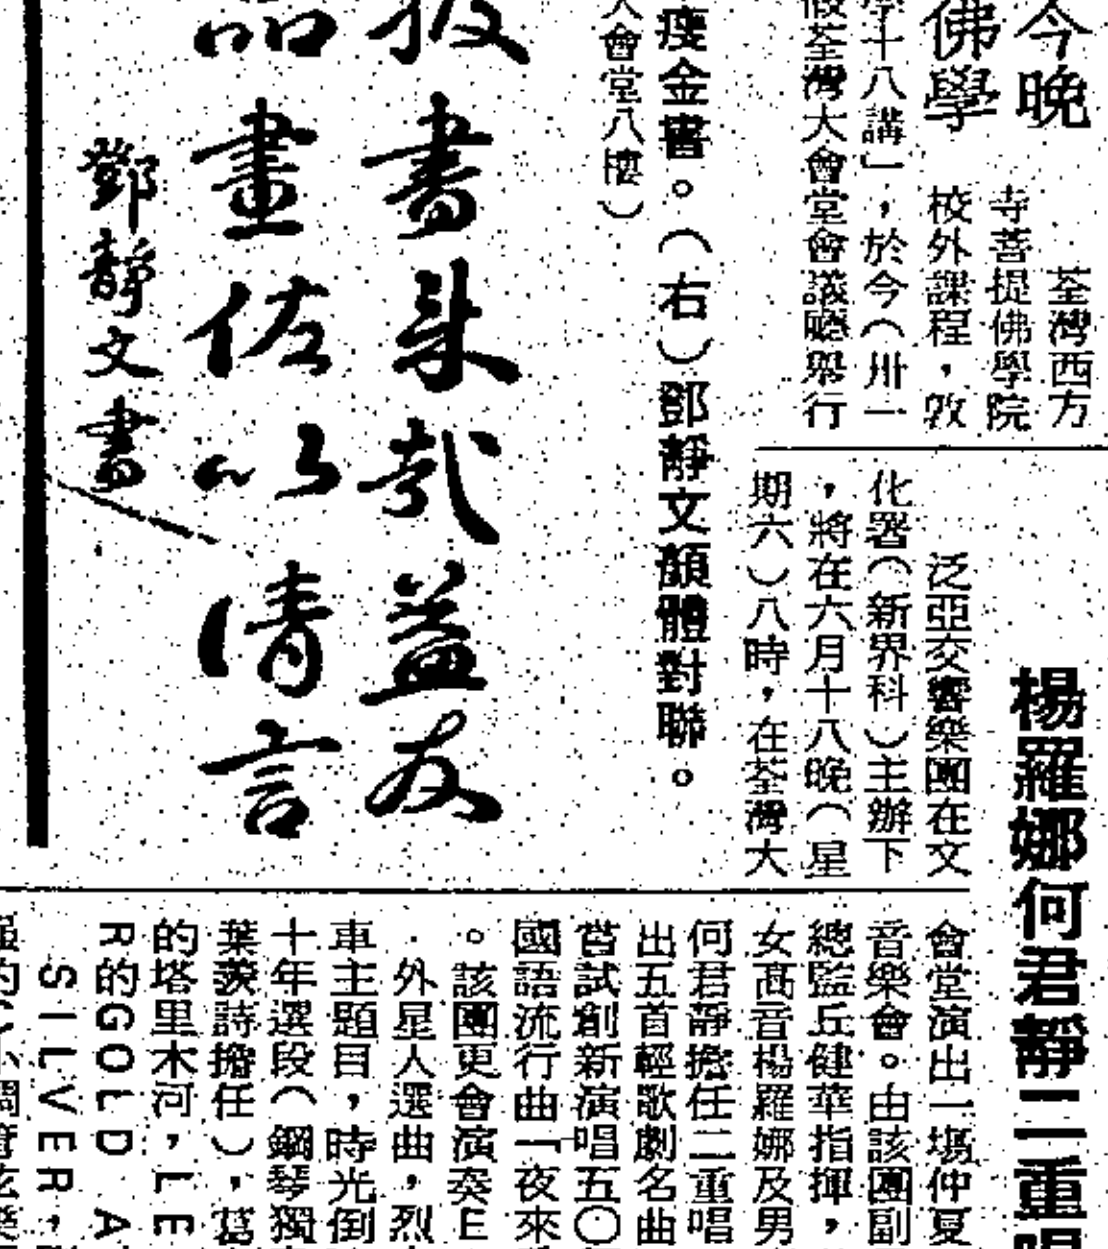 今晚
佛學
荃灣西方
寺菩提佛學院
校外課程，敦
學十八講」，於今（卅一
假荃灣大會堂會議廳舉行
楊羅娜何君靜二重唱
泛亞交響樂團在文
化署（新界科）主辦下
，將在六月十八晚（星
期六）八時，在荃灣大
會堂演出一塲仲夏
音樂會。由該團副
總監丘健華指揮，
女高音楊羅娜及男
何君靜擔任二重唱
出五首輕歌劇名曲
嘗試創新演唱五〇
國語流行曲「夜來
。該團更會演奏E
外星人選曲，烈
車主題目，時光倒
十年選段（鋼琴獨
葉羨詩擔任），葛
的塔里木河，LE
R的GOLD A
SILVER，
瘦金書。（右）鄧靜文顏體對聯。
大會堂八樓）
書來哉益友
品畫佐以清言
鄧靜文書